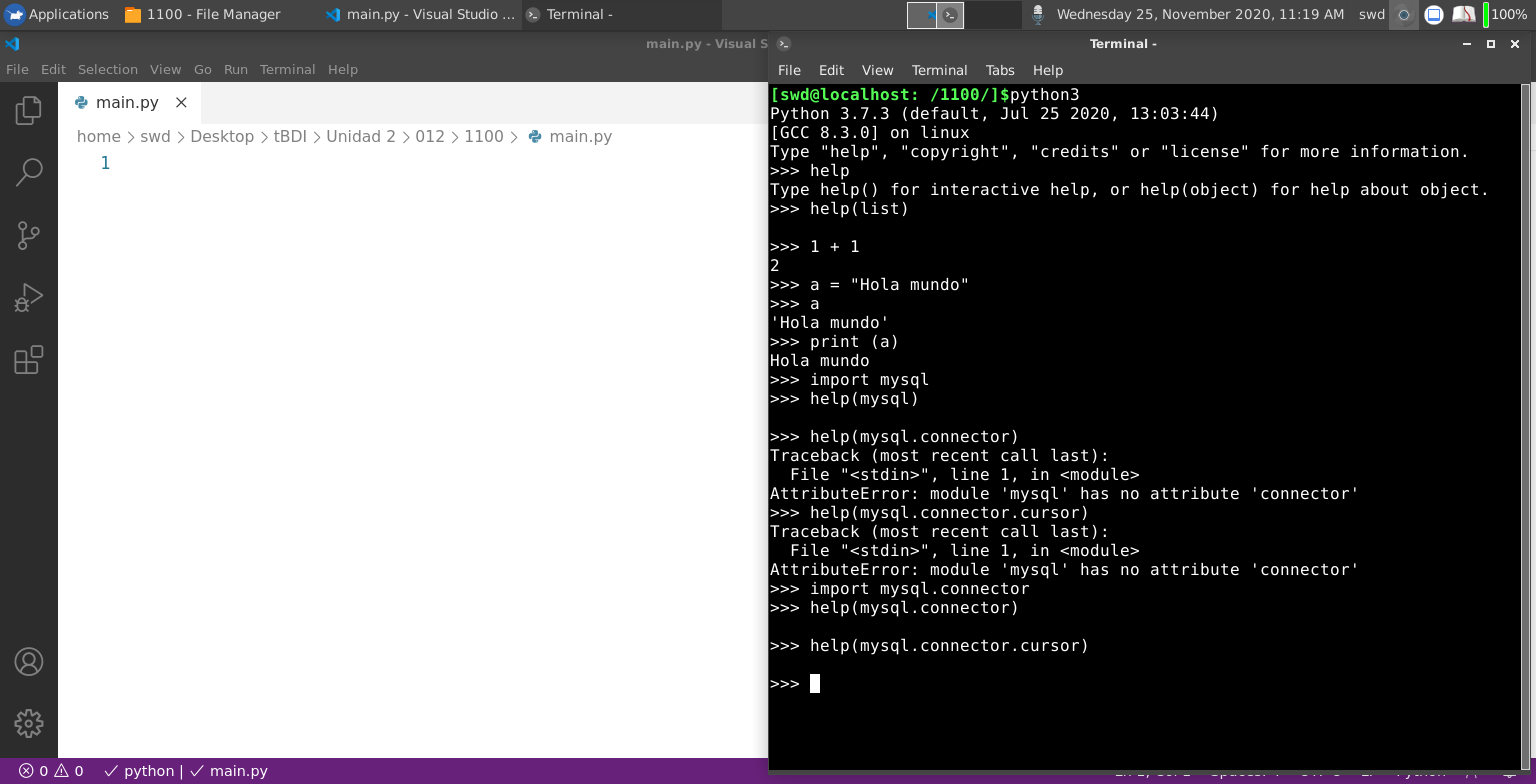 Applications 1100 - File Manager main.py - Visual Studio ... Terminal - Wednesday 25, November 2020, 11:19 AM swd 100%
main.py - Visual S
File Edit Selection View Go Run Terminal Help
main.py
home > swd > Desktop > tBDI > Unidad 2 > 012 > 1100 > main.py
1
0 0 python | main.py
Terminal -
File Edit View Terminal Tabs Help
[swd@localhost: /1100/]$python3
Python 3.7.3 (default, Jul 25 2020, 13:03:44)
[GCC 8.3.0] on linux
Type "help", "copyright", "credits" or "license" for more information.
>>> help
Type help() for interactive help, or help(object) for help about object.
>>> help(list)
>>> 1 + 1
2
>>> a = "Hola mundo"
>>> a
'Hola mundo'
>>> print (a)
Hola mundo
>>> import mysql
>>> help(mysql)
>>> help(mysql.connector)
Traceback (most recent call last):
  File "<stdin>", line 1, in <module>
AttributeError: module 'mysql' has no attribute 'connector'
>>> help(mysql.connector.cursor)
Traceback (most recent call last):
  File "<stdin>", line 1, in <module>
AttributeError: module 'mysql' has no attribute 'connector'
>>> import mysql.connector
>>> help(mysql.connector)
>>> help(mysql.connector.cursor)
>>>